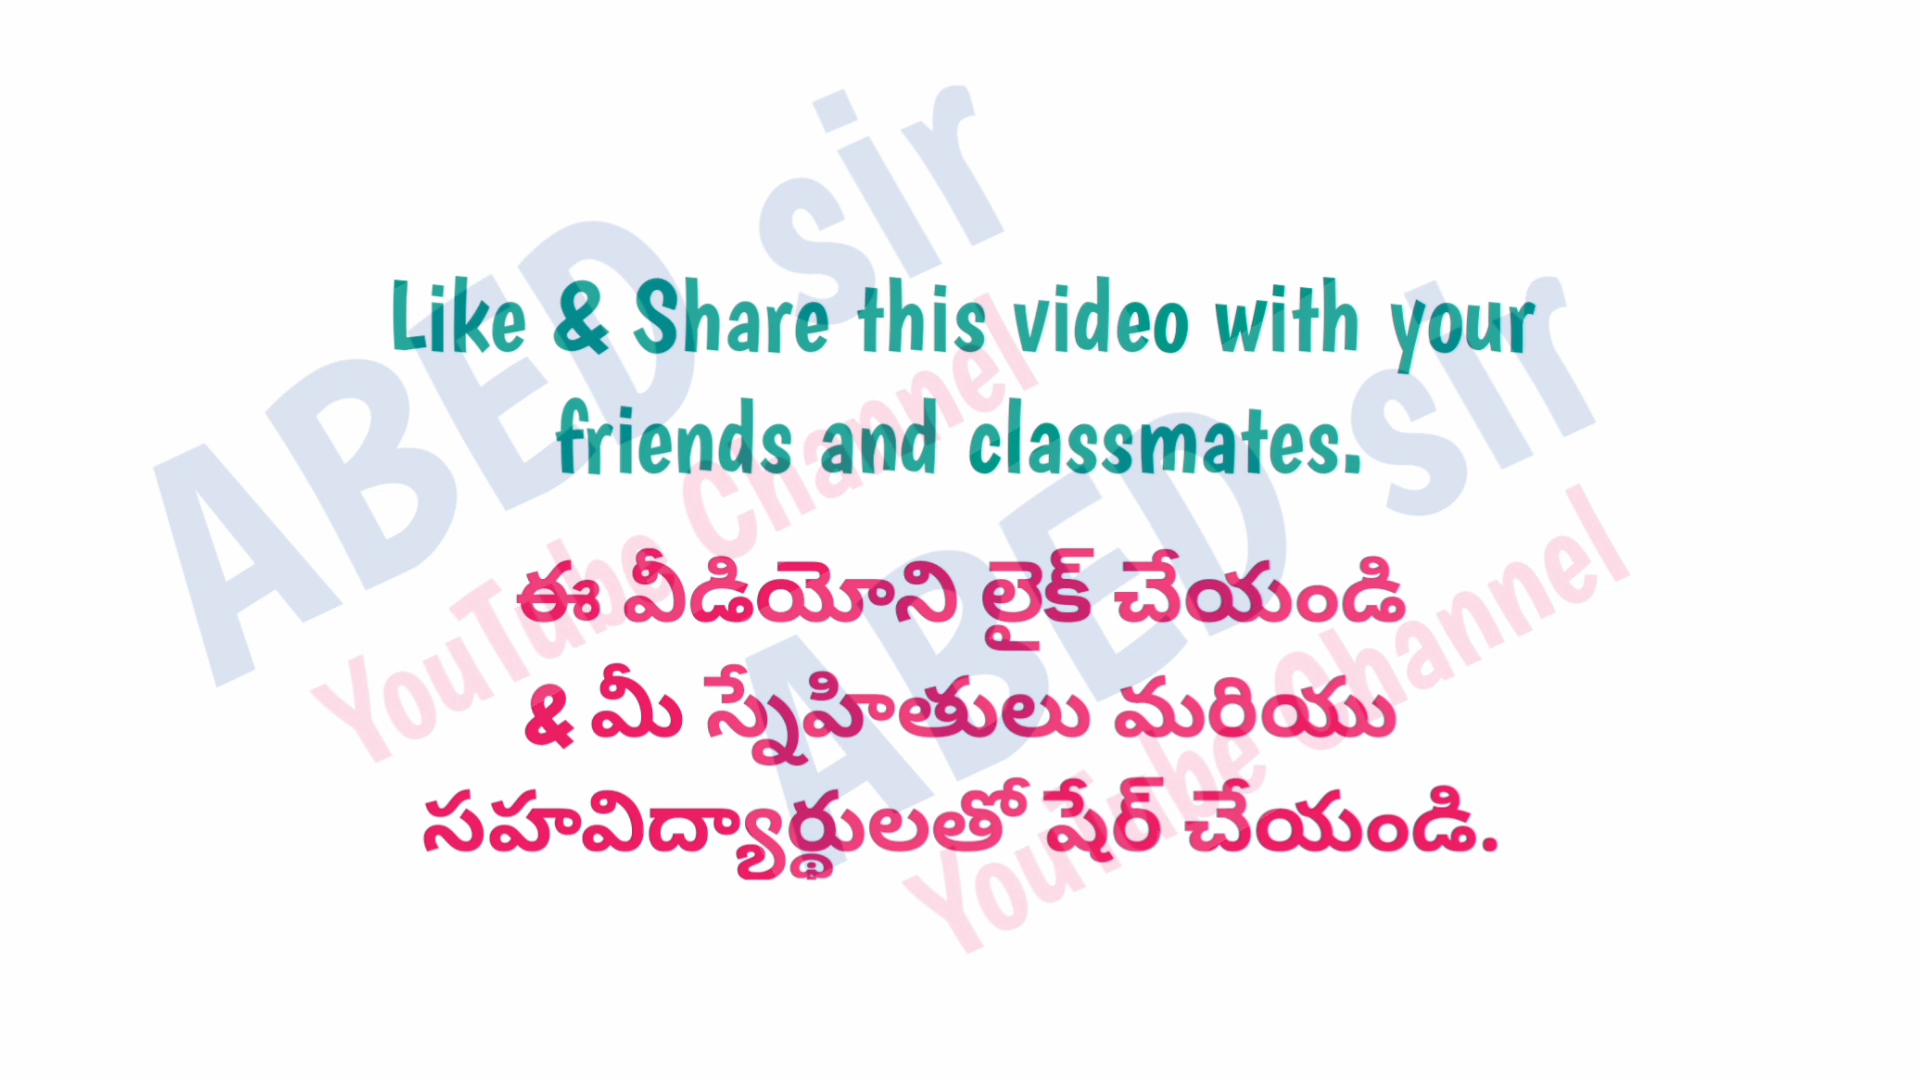 Like & Share this video with your
friends and classmates.
ఈ వీడియోని లైక్ చేయండి
& మీ స్నేహితులు మరియు
సహవిద్యార్థులతో షేర్ చేయండి.
ABED sir
YouTube Channel
ABED sir
YouTube Channel